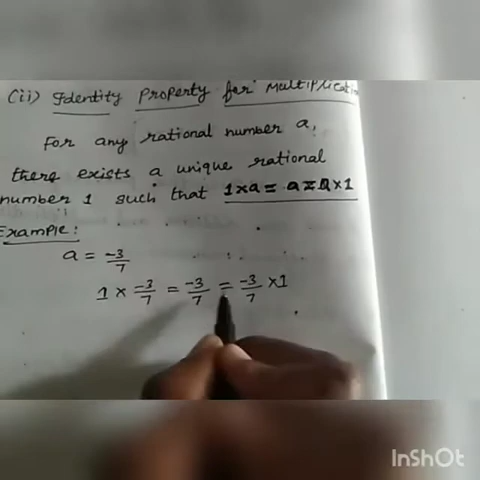 (ii) Identity Property for Multiplication
For any rational number a,
there exists a unique rational
number 1 such that 1×a = a = a×1
Example:
a = -3/7
1 × -3/7 = -3/7 = -3/7 × 1
InShOt